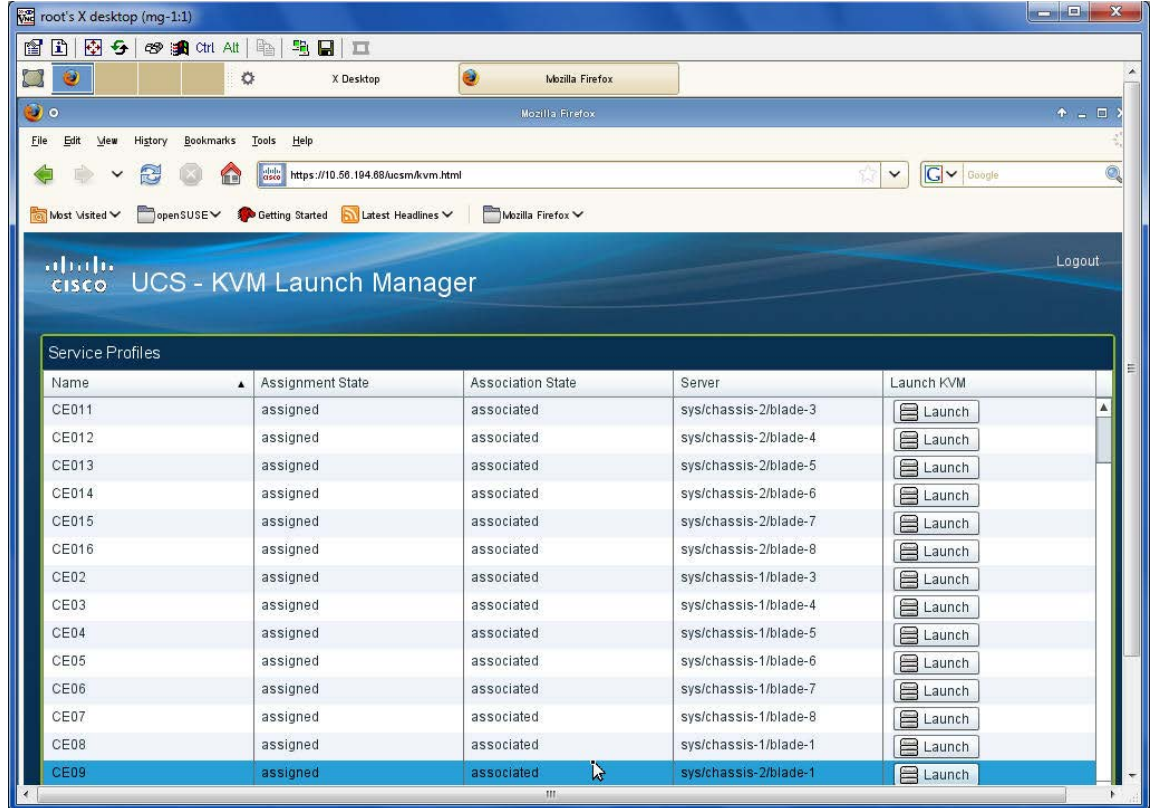 root's X desktop (mg-1:1)
Ctrl Alt
X Desktop Mozilla Firefox
Mozilla Firefox
File Edit View History Bookmarks Tools Help
https://10.56.194.68/ucsm/kvm.html Google
Most Visited openSUSE Getting Started Latest Headlines Mozilla Firefox
Logout
CISCO UCS - KVM Launch Manager
Service Profiles
Name Assignment State Association State Server Launch KVM
CE011 assigned associated sys/chassis-2/blade-3 Launch
CE012 assigned associated sys/chassis-2/blade-4 Launch
CE013 assigned associated sys/chassis-2/blade-5 Launch
CE014 assigned associated sys/chassis-2/blade-6 Launch
CE015 assigned associated sys/chassis-2/blade-7 Launch
CE016 assigned associated sys/chassis-2/blade-8 Launch
CE02 assigned associated sys/chassis-1/blade-3 Launch
CE03 assigned associated sys/chassis-1/blade-4 Launch
CE04 assigned associated sys/chassis-1/blade-5 Launch
CE05 assigned associated sys/chassis-1/blade-6 Launch
CE06 assigned associated sys/chassis-1/blade-7 Launch
CE07 assigned associated sys/chassis-1/blade-8 Launch
CE08 assigned associated sys/chassis-1/blade-1 Launch
CE09 assigned associated sys/chassis-2/blade-1 Launch